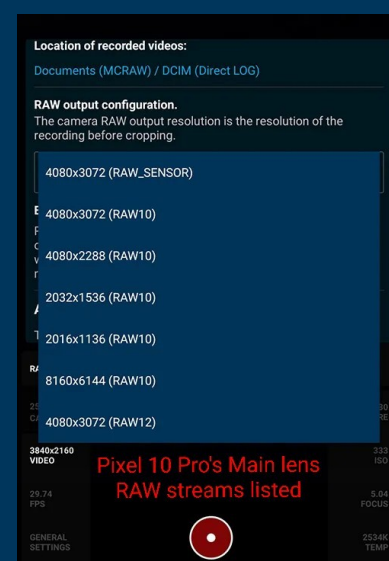 Location of recorded videos:
Documents (MCRAW) / DCIM (Direct LOG)
RAW output configuration.
The camera RAW output resolution is the resolution of the
recording before cropping.
4080x3072 (RAW_SENSOR)
4080x3072 (RAW10)
4080x2288 (RAW10)
2032x1536 (RAW10)
2016x1136 (RAW10)
8160x6144 (RAW10)
4080x3072 (RAW12)
3840x2160
VIDEO
333
ISO
Pixel 10 Pro's Main lens
RAW streams listed
29.74
FPS
5.04
FOCUS
GENERAL
SETTINGS
2534K
TEMP